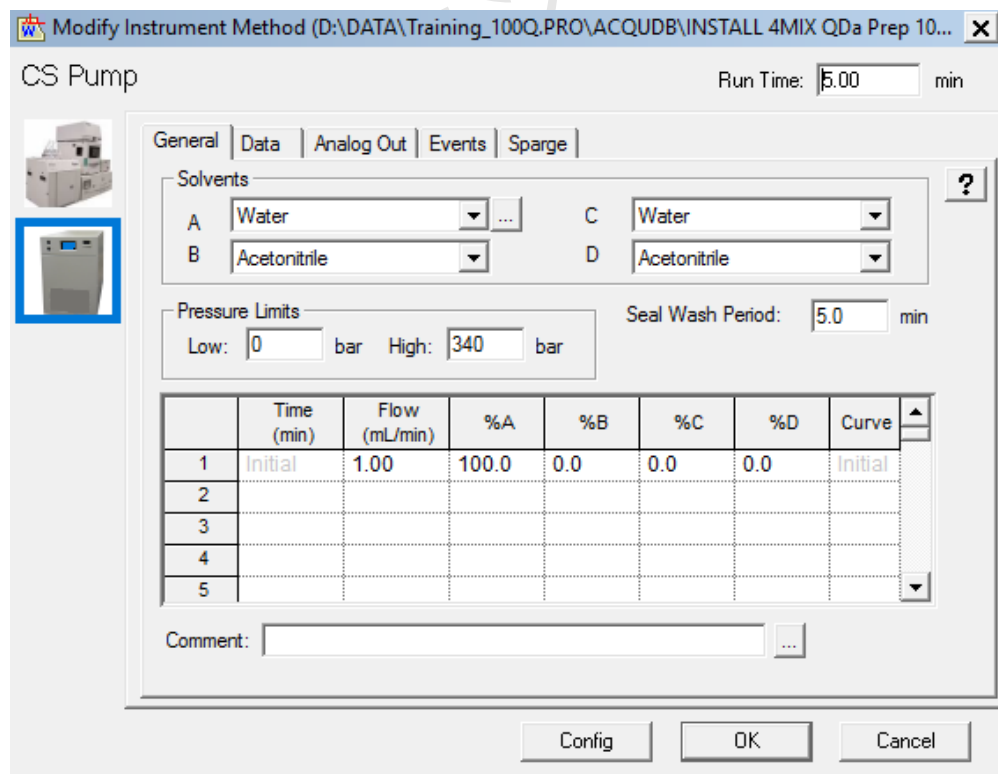 Modify Instrument Method (D:\DATA\Training_100Q.PRO\ACQUDB\INSTALL 4MIX QDa Prep 10...
CS Pump
Run Time: 5.00 min
General Data Analog Out Events Sparge
?
Solvents
A Water ... C Water
B Acetonitrile D Acetonitrile
Pressure Limits
Seal Wash Period: 5.0 min
Low: 0 bar High: 340 bar
Time (min) Flow (mL/min) %A %B %C %D Curve
1 Initial 1.00 100.0 0.0 0.0 0.0 Initial
2
3
4
5
Comment: ...
Config OK Cancel